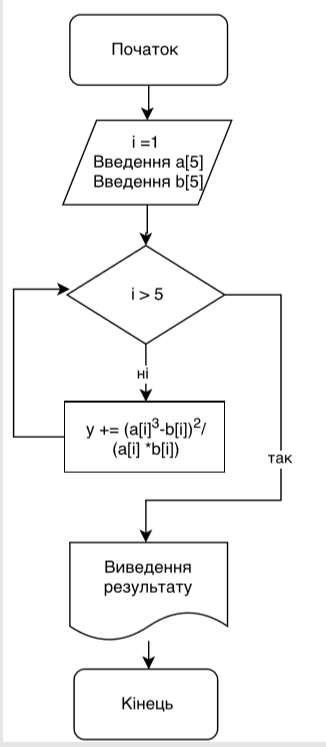 Початок
i =1
Введення a[5]
Введення b[5]
i > 5
ні
y += (a[i]³-b[i])²/
(a[i] *b[i])
так
Виведення
результату
Кінець